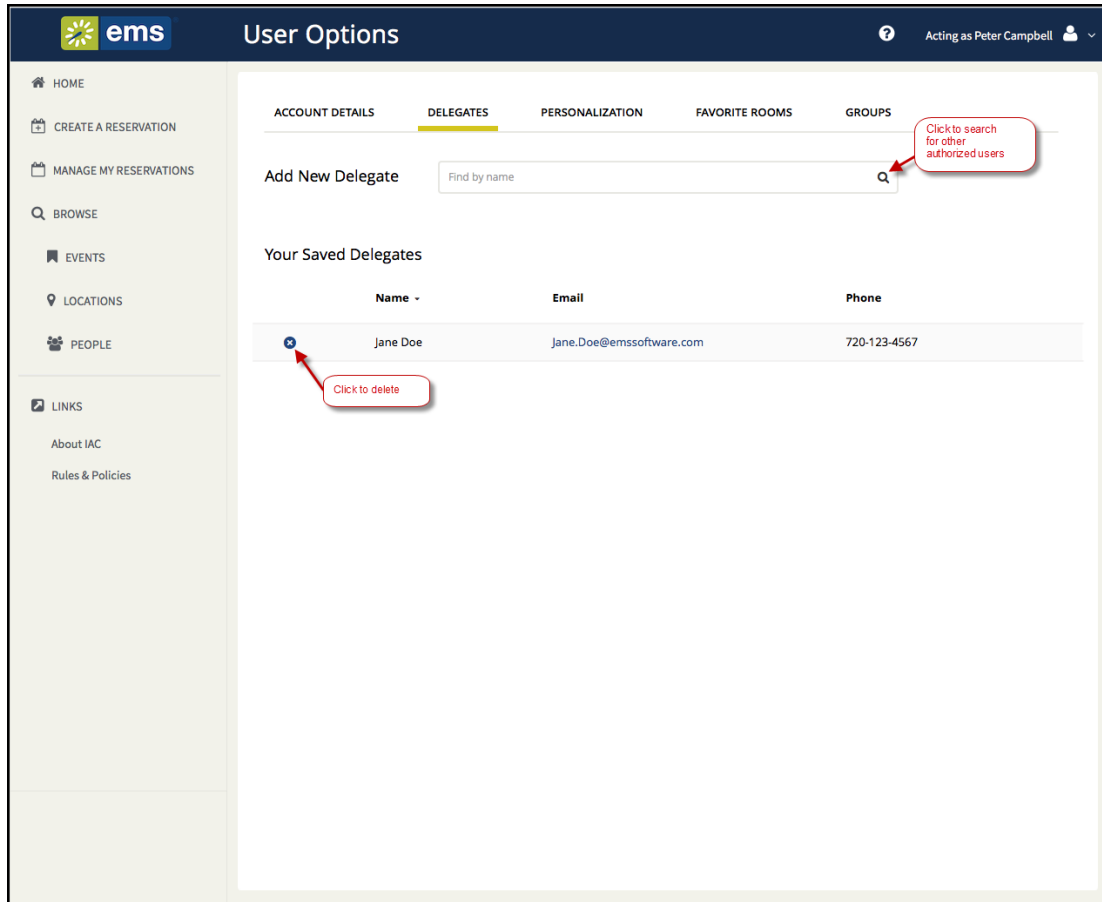 ems
User Options
Acting as Peter Campbell
HOME
CREATE A RESERVATION
MANAGE MY RESERVATIONS
BROWSE
EVENTS
LOCATIONS
PEOPLE
LINKS
About IAC
Rules & Policies
ACCOUNT DETAILS DELEGATES PERSONALIZATION FAVORITE ROOMS GROUPS
Click to search
for other
authorized users
Add New Delegate Find by name
Your Saved Delegates
Name Email Phone
Jane Doe Jane.Doe@emssoftware.com 720-123-4567
Click to delete